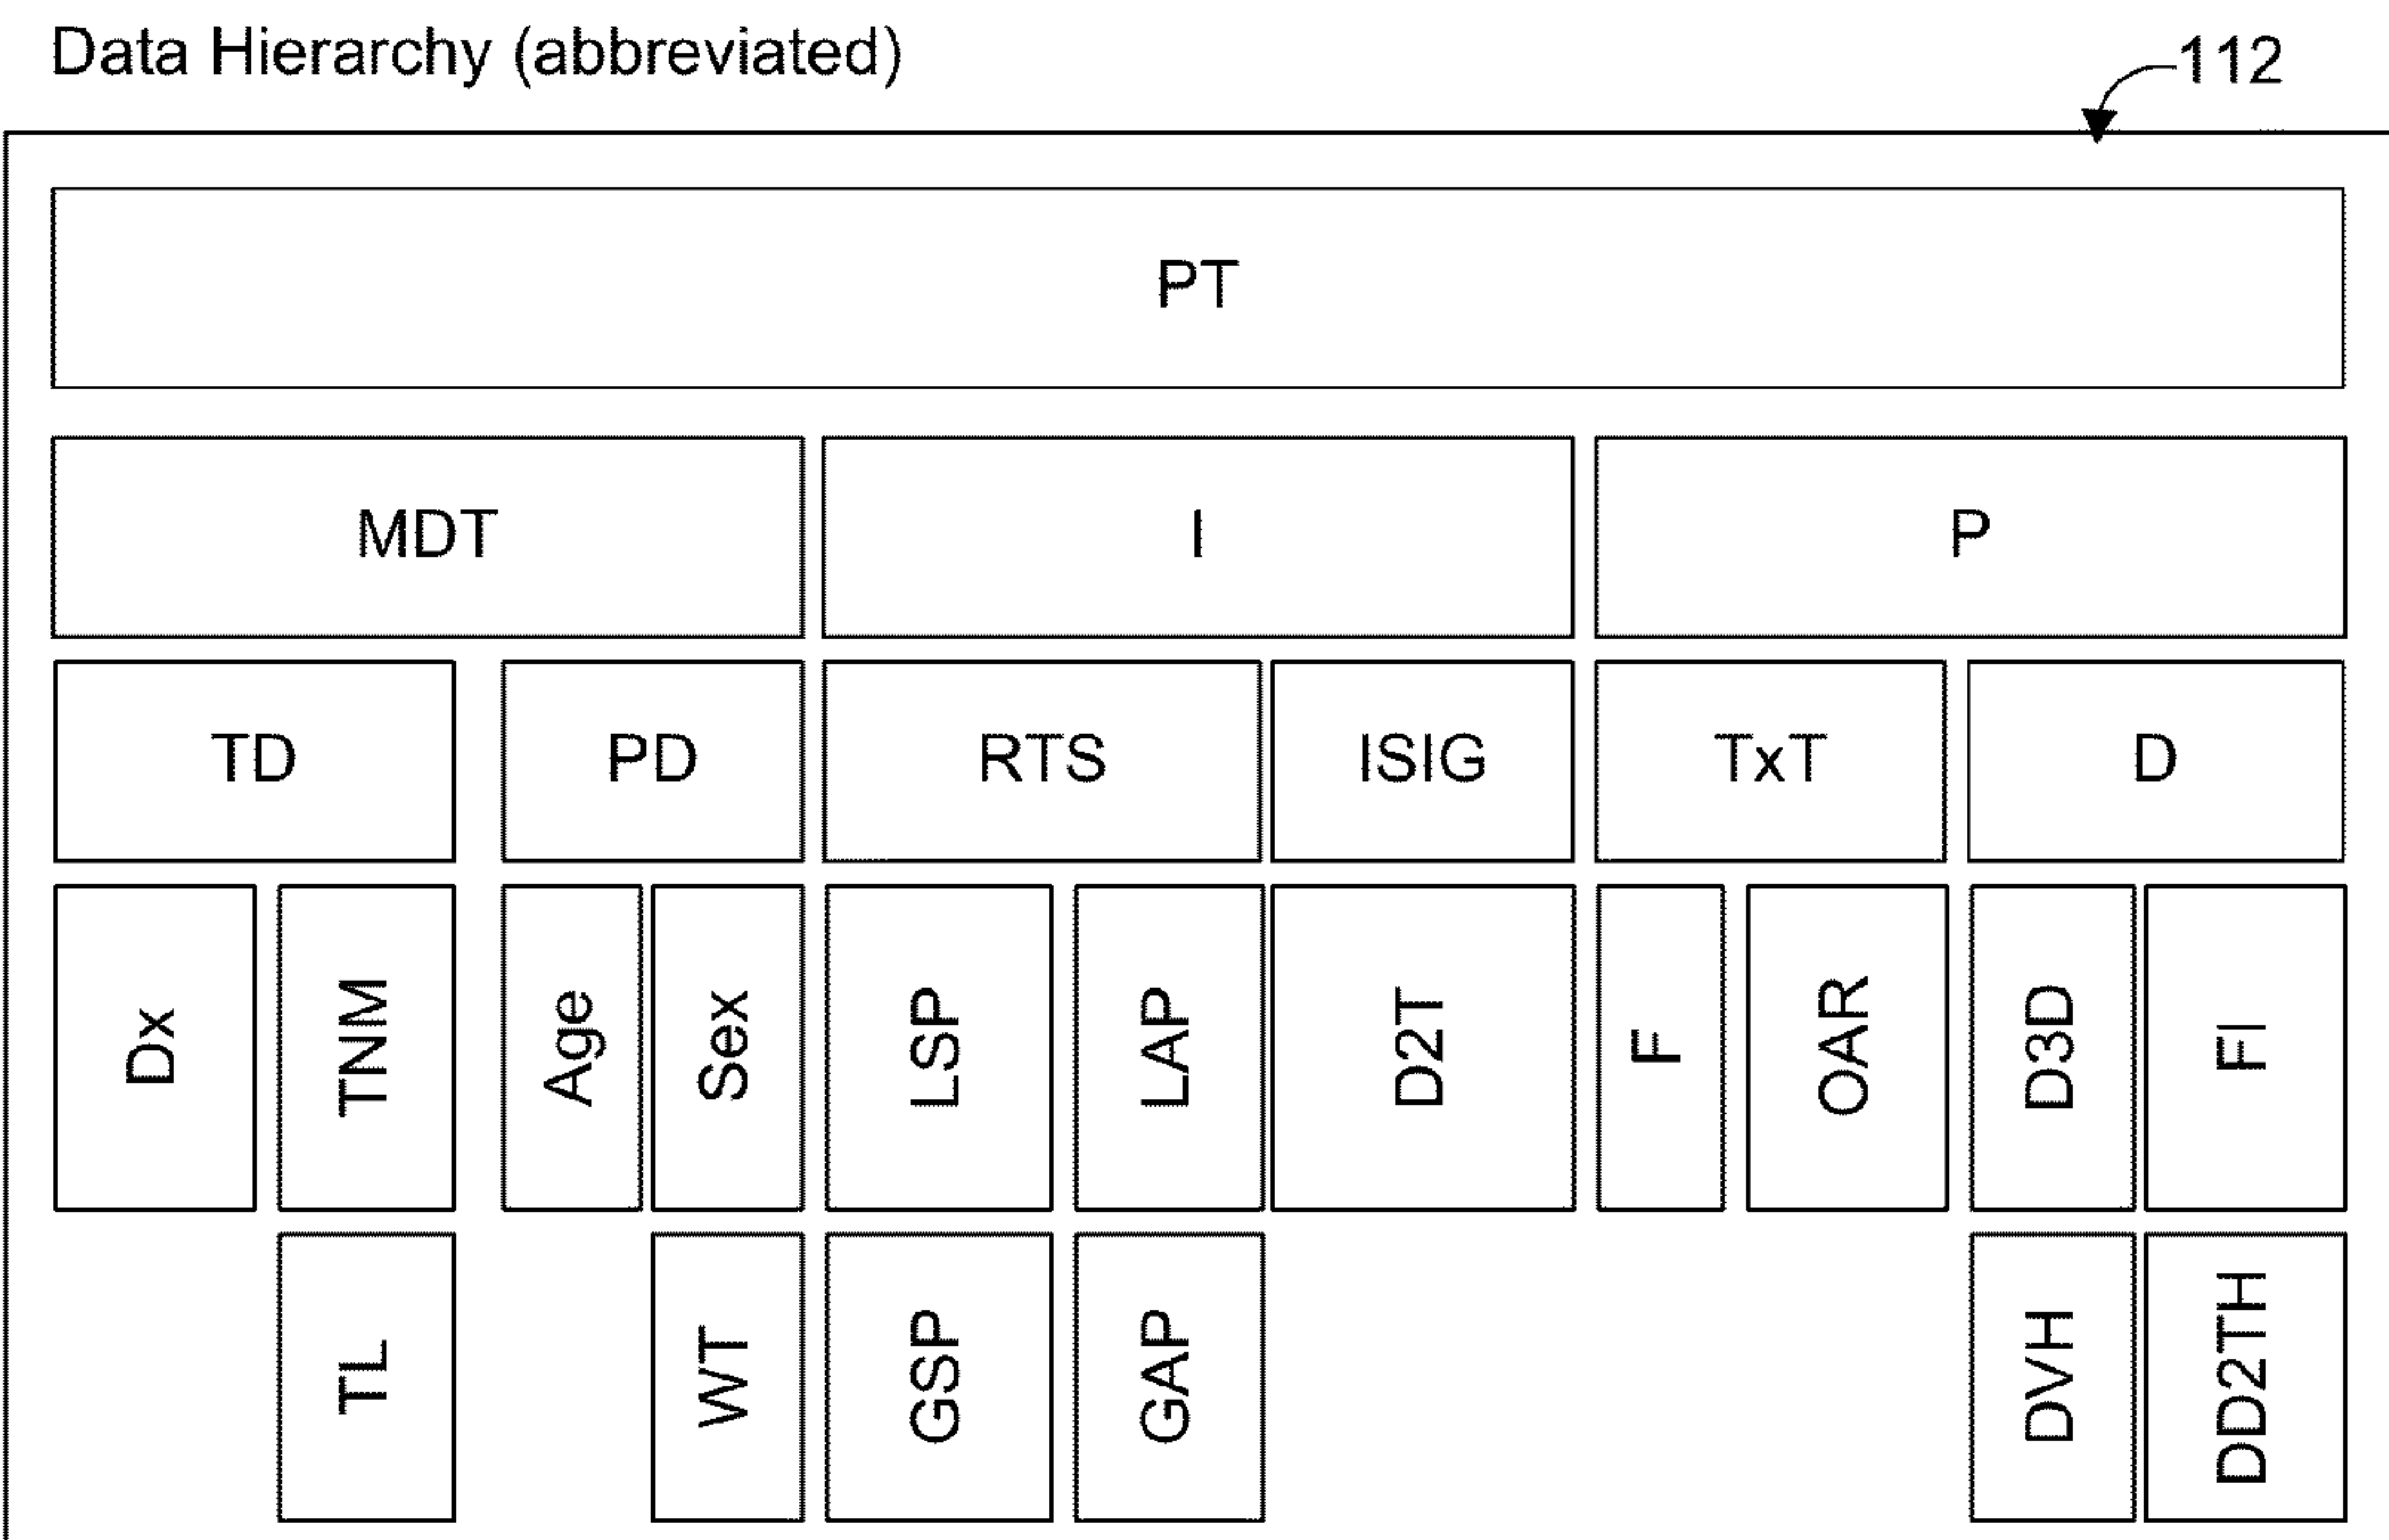 Data Hierarchy (abbreviated)
112
PT
MDT I P
TD PD RTS ISIG TxT D
Dx TNM Age Sex LSP LAP D2T F OAR D3D FI
TL WT GSP GAP DVH DD2TH